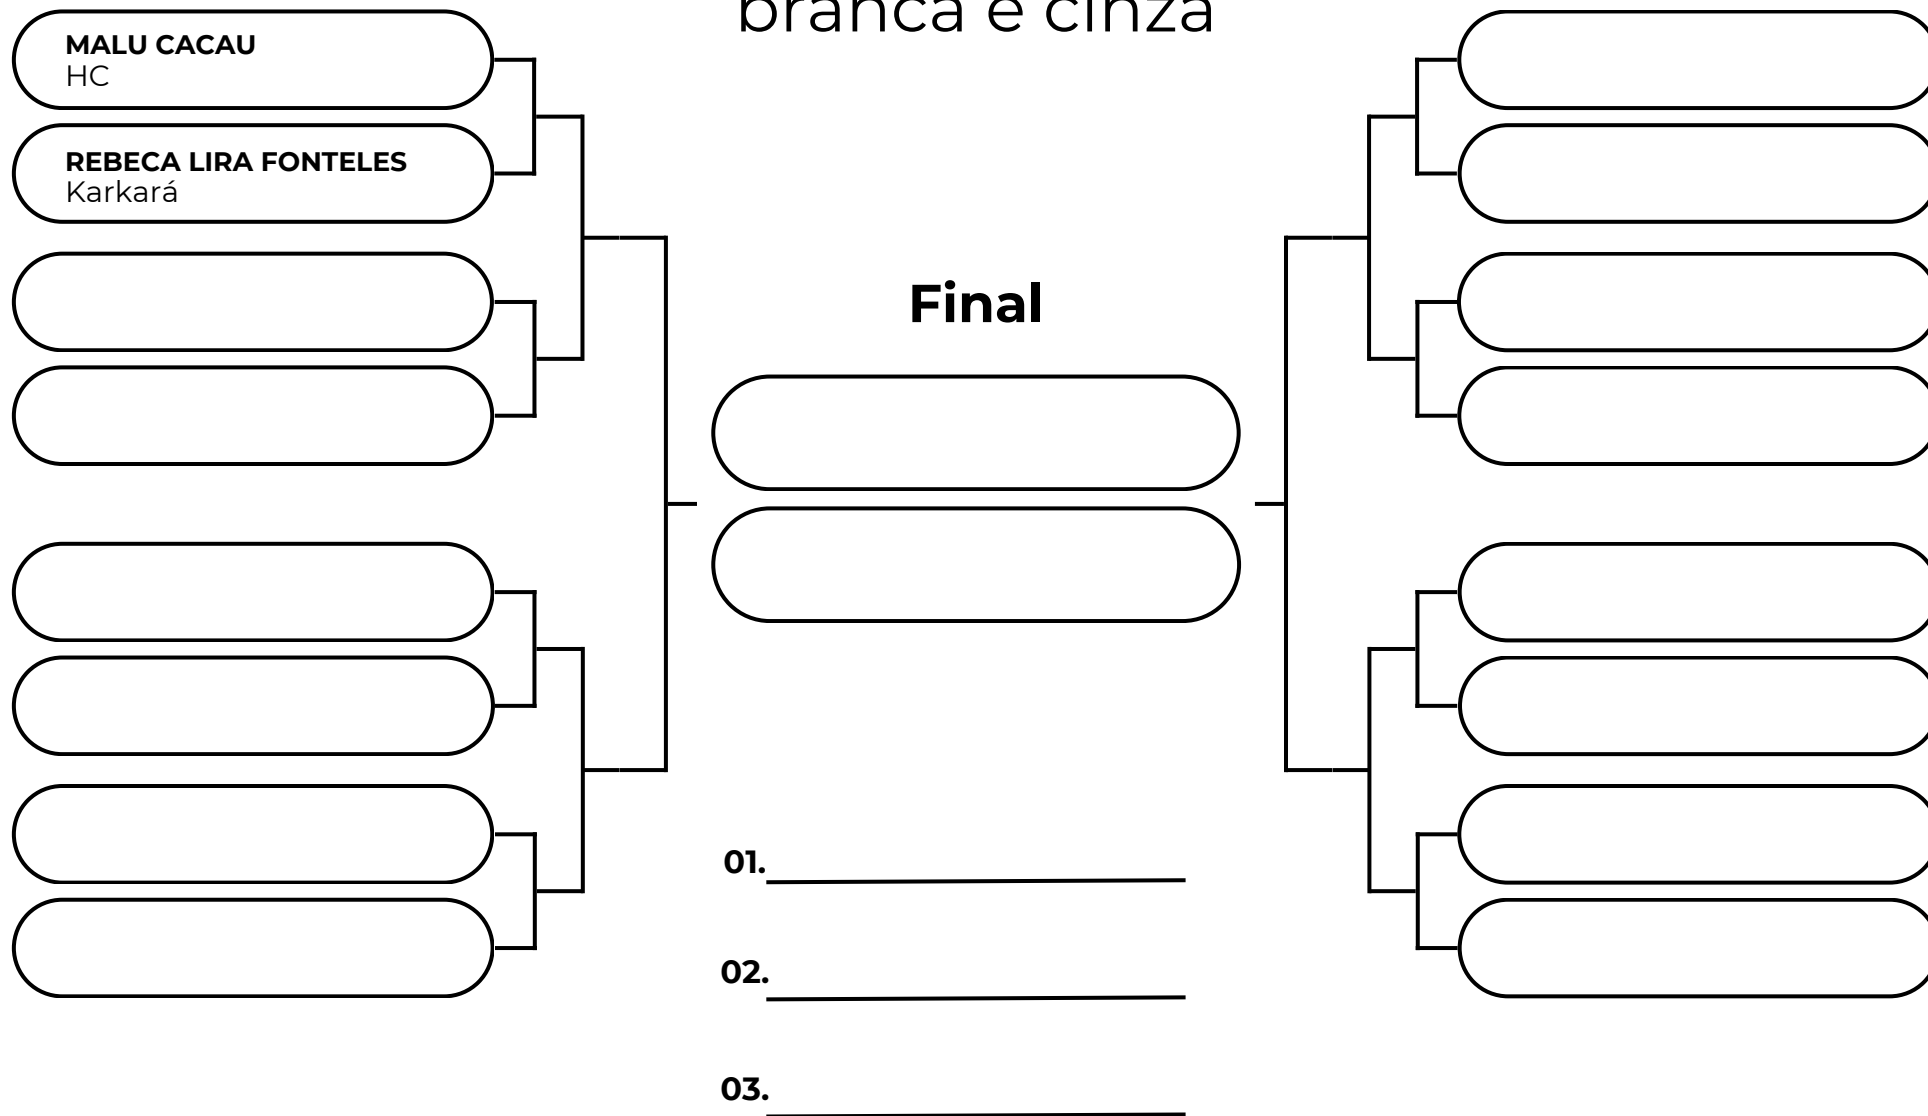 branca e cinza
MALU CACAU
HC
REBECA LIRA FONTELES
Karkará
Final
01.
02.
03.